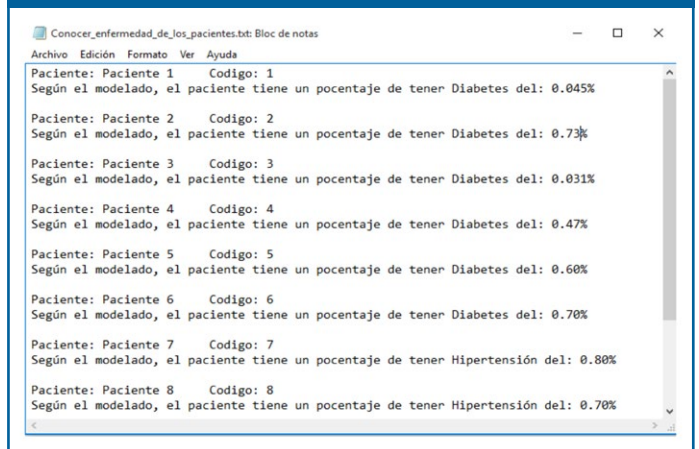 Conocer_enfermedad_de_los_pacientes.txt: Bloc de notas
Archivo Edición Formato Ver Ayuda
Paciente: Paciente 1 Codigo: 1
Según el modelado, el paciente tiene un pocentaje de tener Diabetes del: 0.045%
Paciente: Paciente 2 Codigo: 2
Según el modelado, el paciente tiene un pocentaje de tener Diabetes del: 0.73%
Paciente: Paciente 3 Codigo: 3
Según el modelado, el paciente tiene un pocentaje de tener Diabetes del: 0.031%
Paciente: Paciente 4 Codigo: 4
Según el modelado, el paciente tiene un pocentaje de tener Diabetes del: 0.47%
Paciente: Paciente 5 Codigo: 5
Según el modelado, el paciente tiene un pocentaje de tener Diabetes del: 0.60%
Paciente: Paciente 6 Codigo: 6
Según el modelado, el paciente tiene un pocentaje de tener Diabetes del: 0.70%
Paciente: Paciente 7 Codigo: 7
Según el modelado, el paciente tiene un pocentaje de tener Hipertensión del: 0.80%
Paciente: Paciente 8 Codigo: 8
Según el modelado, el paciente tiene un pocentaje de tener Hipertensión del: 0.70%